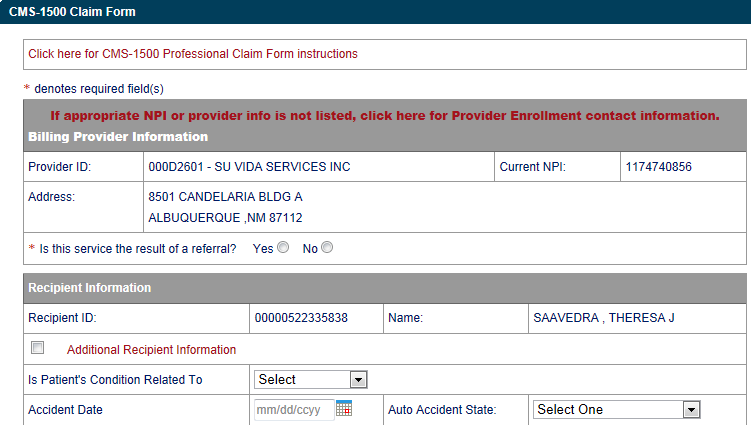 CMS-1500 Claim Form
Click here for CMS-1500 Professional Claim Form instructions
* denotes required field(s)
If appropriate NPI or provider info is not listed, click here for Provider Enrollment contact information.
Billing Provider Information
Provider ID: 000D2601 - SU VIDA SERVICES INC Current NPI: 1174740856
Address: 8501 CANDELARIA BLDG A
ALBUQUERQUE ,NM 87112
* Is this service the result of a referral? Yes No
Recipient Information
Recipient ID: 00000522335838 Name: SAAVEDRA , THERESA J
Additional Recipient Information
Is Patient's Condition Related To Select
Accident Date mm/dd/ccyy Auto Accident State: Select One